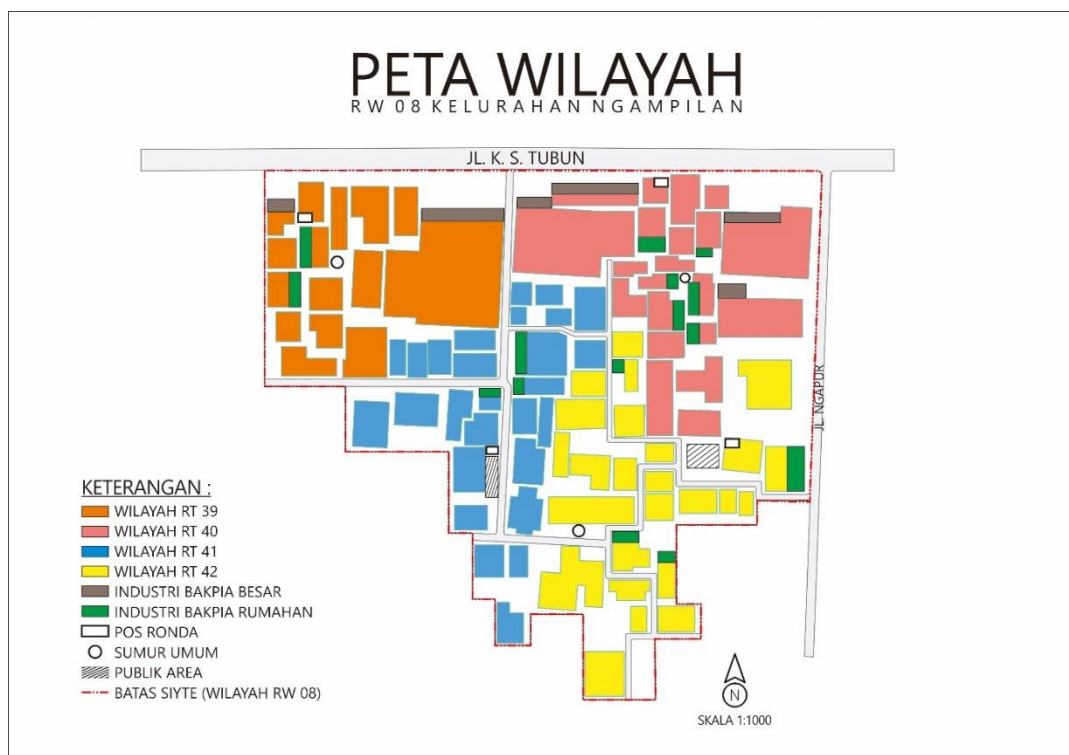 PETA WILAYAH
RW 08 KELURAHAN NGAMPILAN
JL. K. S. TUBUN
JL. NGAPUR
KETERANGAN :
WILAYAH RT 39
WILAYAH RT 40
WILAYAH RT 41
WILAYAH RT 42
INDUSTRI BAKPIA BESAR
INDUSTRI BAKPIA RUMAHAN
POS RONDA
SUMUR UMUM
PUBLIK AREA
BATAS SIYTE (WILAYAH RW 08)
N
SKALA 1:1000